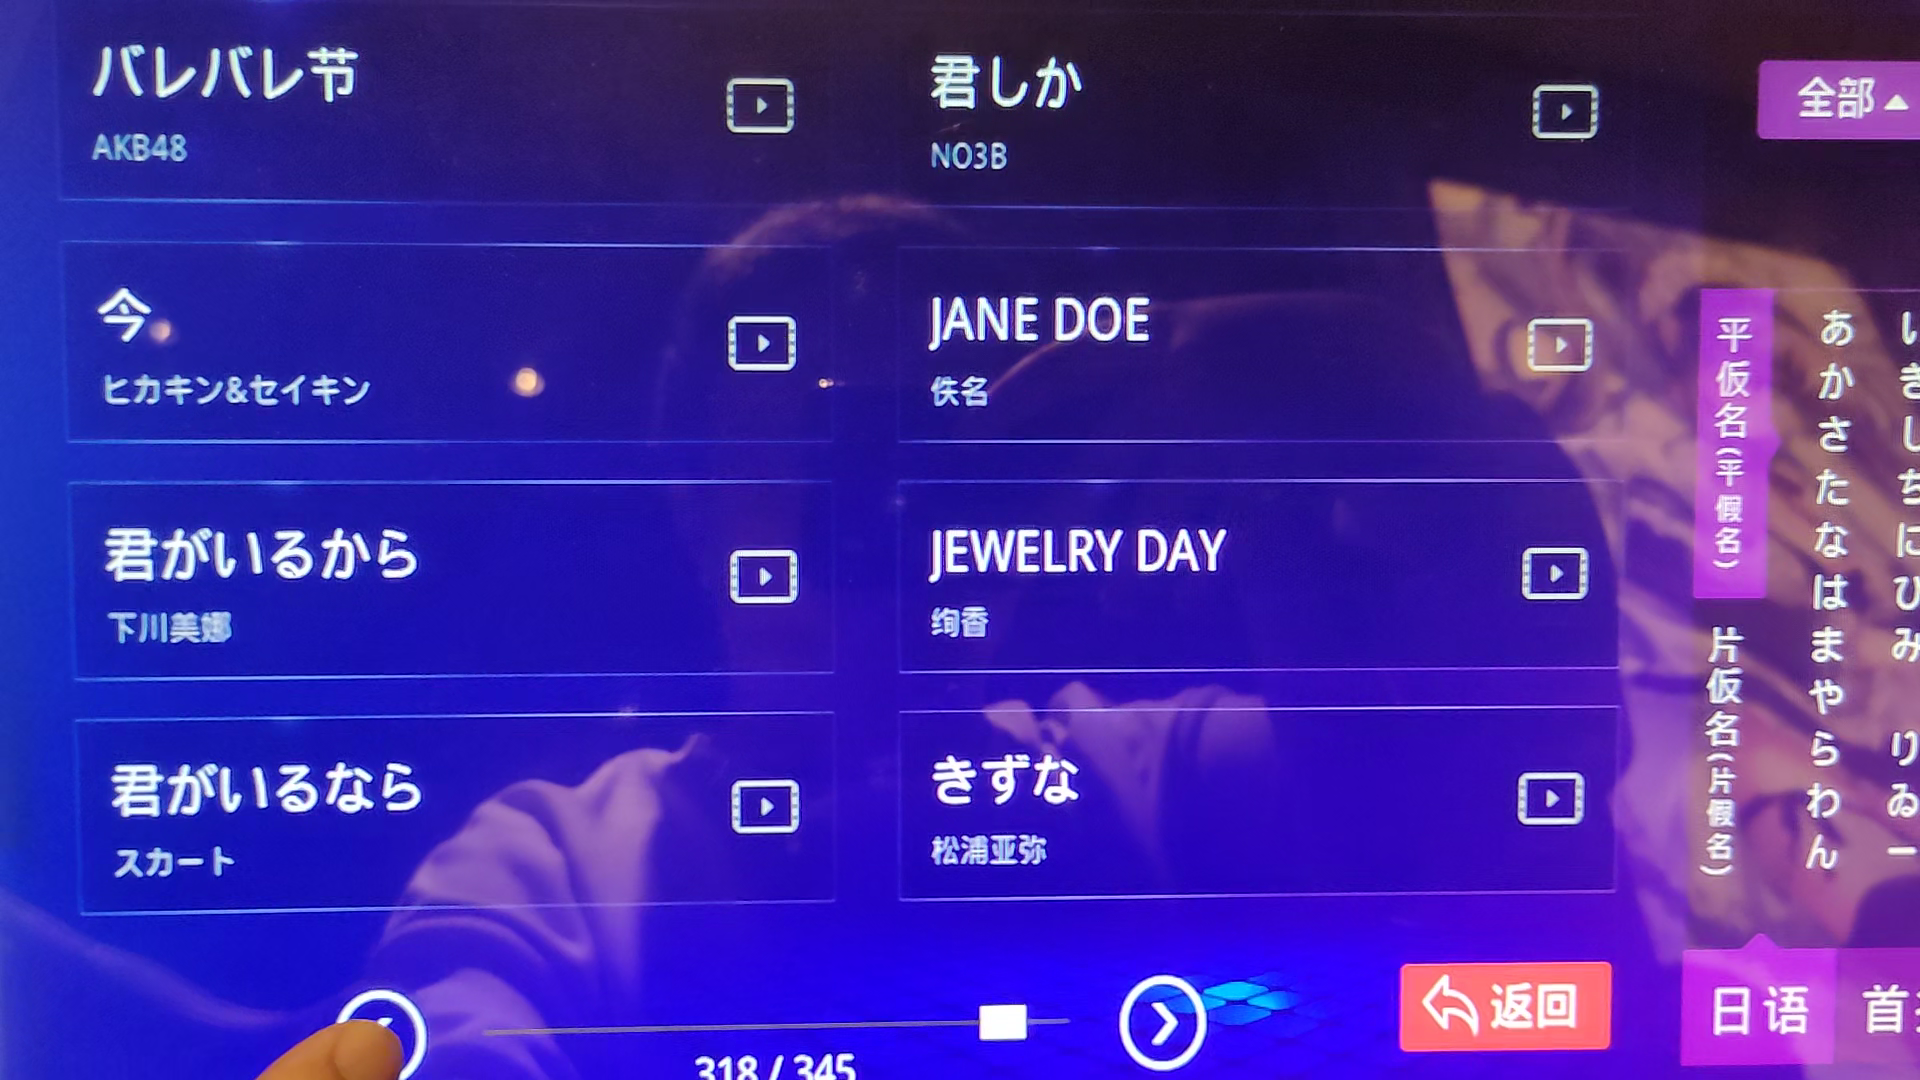 バレバレ节
AKB48
君しか
NO3B
全部
今
ヒカキン&セイキン
JANE DOE
佚名
君がいるから
下川美娜
JEWELRY DAY
绚香
君がいるなら
スカート
きずな
松浦亚弥
平仮名(平假名)
片仮名(片假名)
あ い
か き
さ し
た ち
な に
は ひ
ま み
や
ら り
わ ゐ
ん ー
318 / 345
返回
日语
首